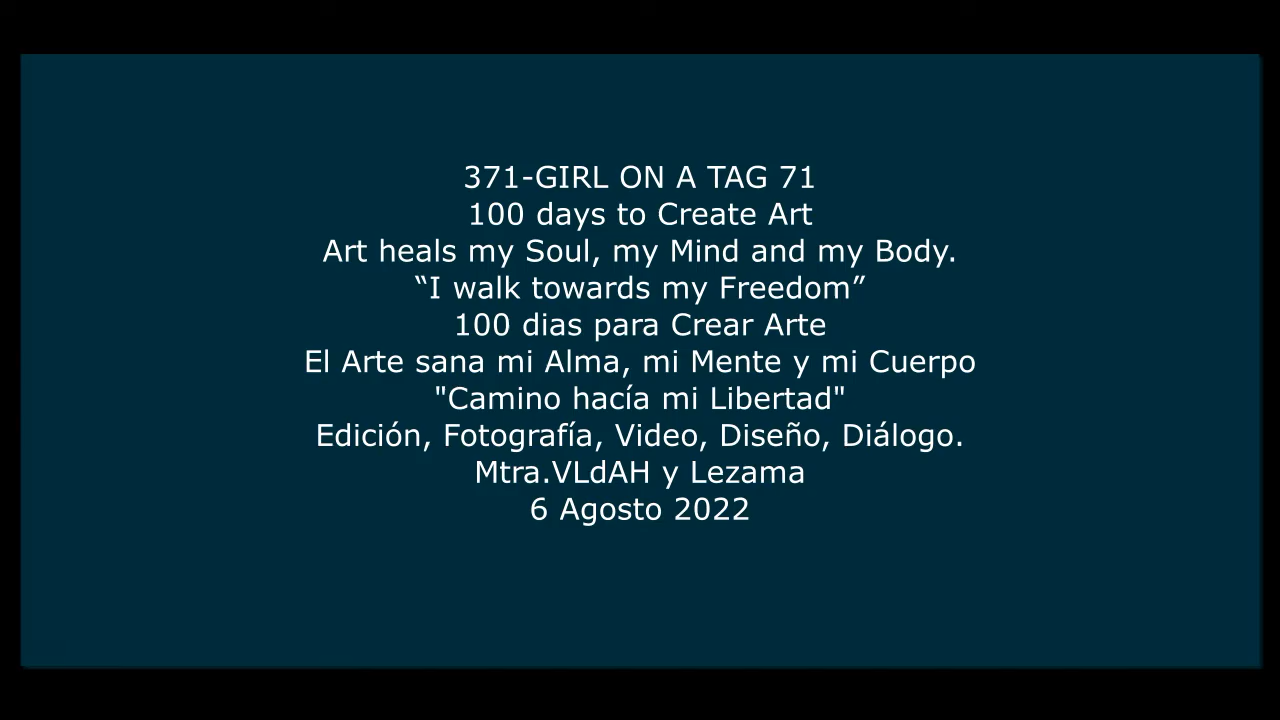 371-GIRL ON A TAG 71
100 days to Create Art
Art heals my Soul, my Mind and my Body.
“I walk towards my Freedom”
100 dias para Crear Arte
El Arte sana mi Alma, mi Mente y mi Cuerpo
"Camino hacía mi Libertad"
Edición, Fotografía, Video, Diseño, Diálogo.
Mtra.VLdAH y Lezama
6 Agosto 2022